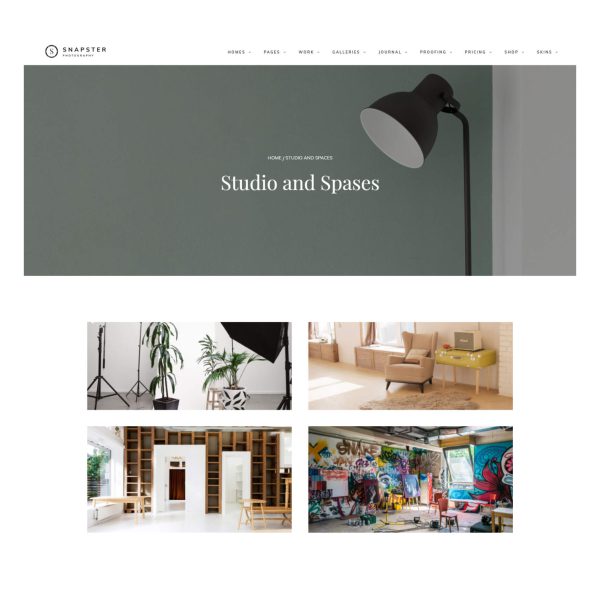 SNAPSTER
PHOTOGRAPHY
HOMES PAGES WORK GALLERIES JOURNAL PROOFING PRICING SHOP SKINS
HOME / STUDIO AND SPACES
Studio and Spases